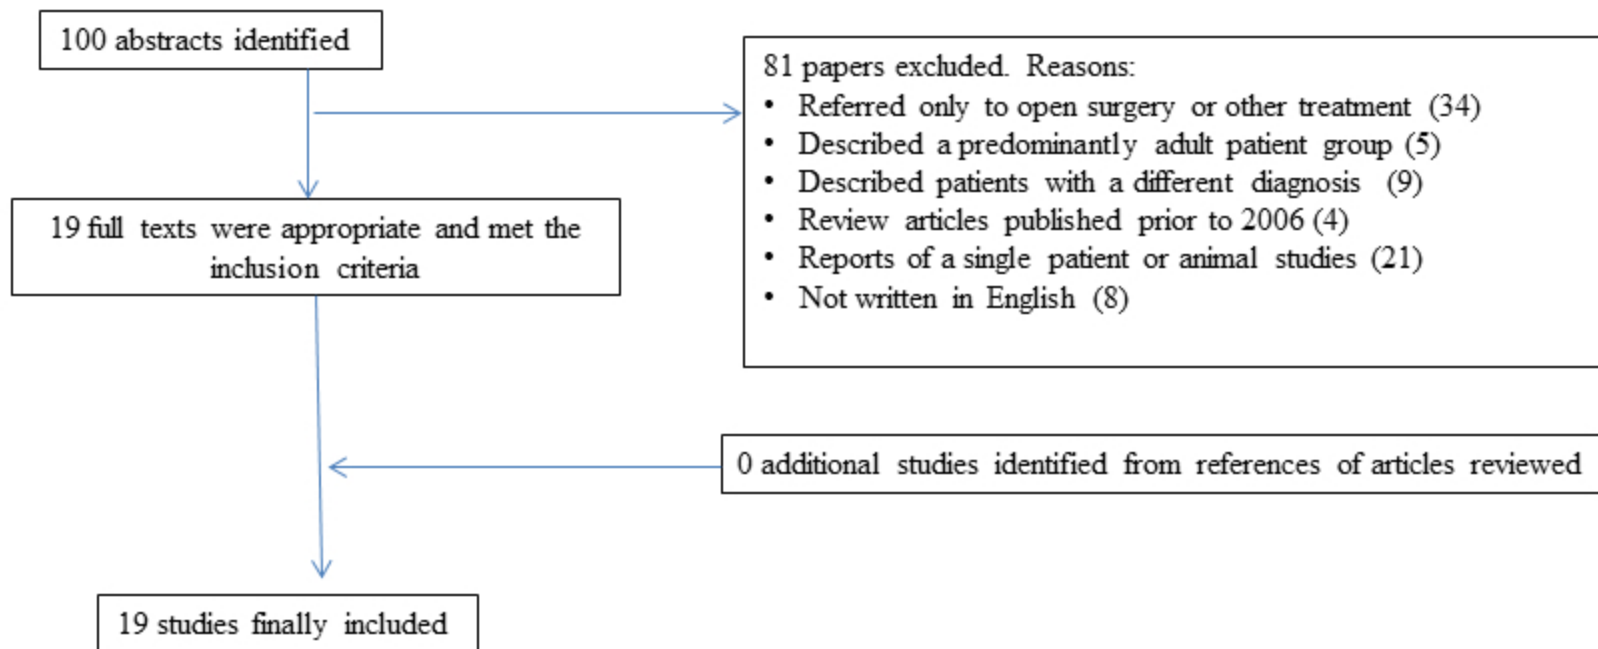 100 abstracts identified
81 papers excluded. Reasons:
• Referred only to open surgery or other treatment (34)
• Described a predominantly adult patient group (5)
• Described patients with a different diagnosis (9)
• Review articles published prior to 2006 (4)
• Reports of a single patient or animal studies (21)
• Not written in English (8)
19 full texts were appropriate and met the
inclusion criteria
0 additional studies identified from references of articles reviewed
19 studies finally included